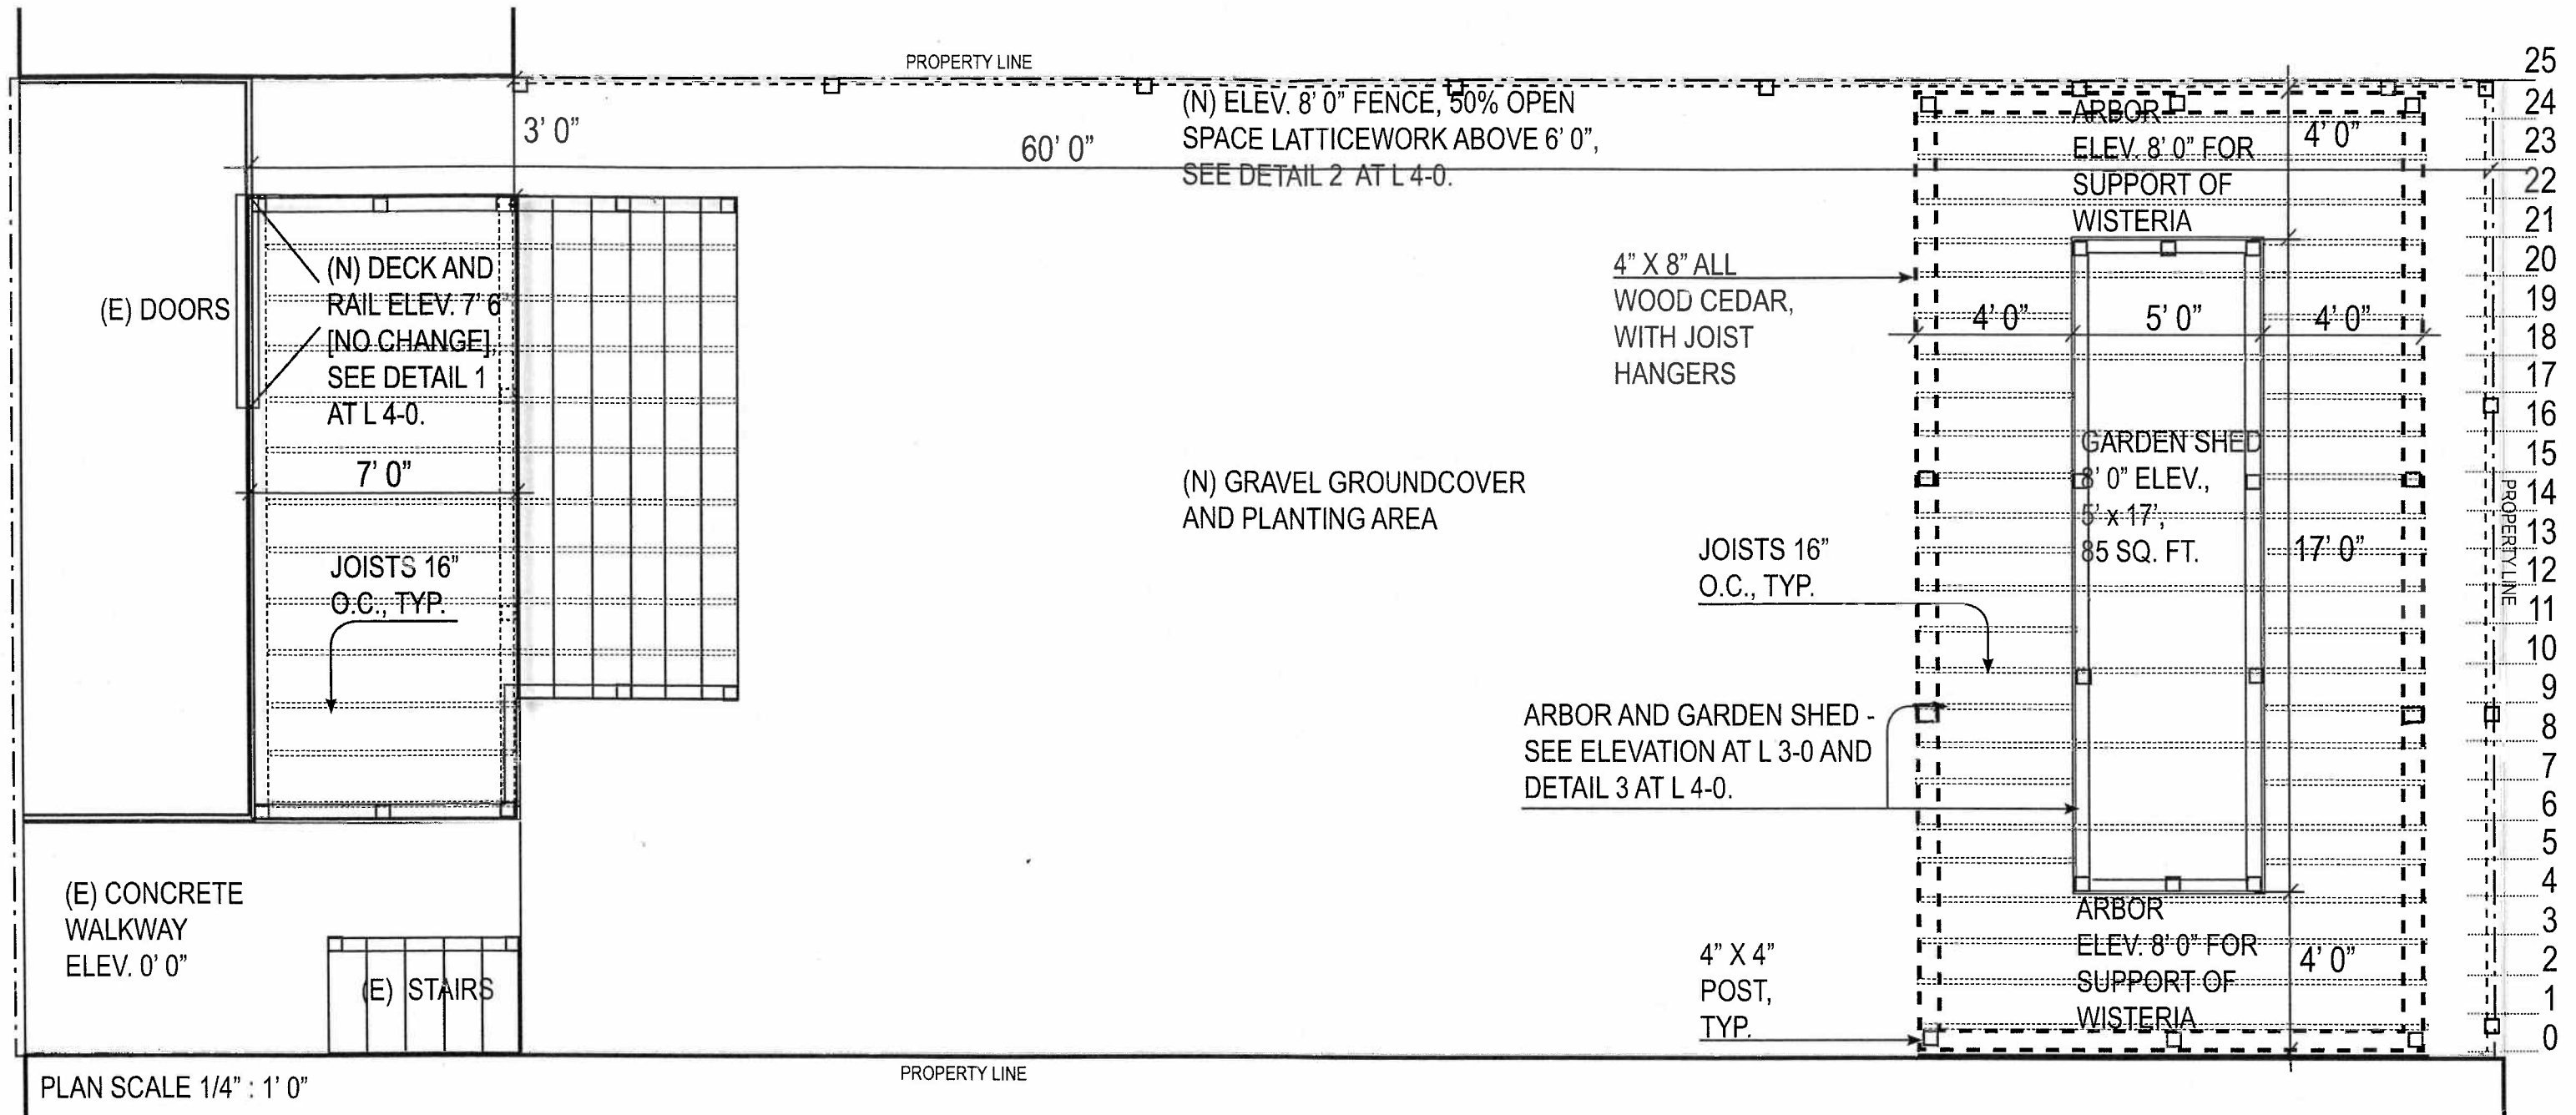 PROPERTY LINE
3' 0”
60' 0”
(N) ELEV. 8' 0” FENCE, 50% OPEN
SPACE LATTICEWORK ABOVE 6' 0”,
SEE DETAIL 2 AT L 4-0.
ARBOR
ELEV. 8' 0” FOR
SUPPORT OF
WISTERIA
4' 0”
(E) DOORS
(N) DECK AND
RAIL ELEV. 7' 6
[NO CHANGE],
SEE DETAIL 1
AT L 4-0.
7' 0”
JOISTS 16”
O.C., TYP.
4” X 8” ALL
WOOD CEDAR,
WITH JOIST
HANGERS
4' 0”
5' 0”
4' 0”
(N) GRAVEL GROUNDCOVER
AND PLANTING AREA
GARDEN SHED
8' 0” ELEV.,
5' x 17',
85 SQ. FT.
17' 0”
JOISTS 16”
O.C., TYP.
ARBOR AND GARDEN SHED -
SEE ELEVATION AT L 3-0 AND
DETAIL 3 AT L 4-0.
(E) CONCRETE
WALKWAY
ELEV. 0' 0”
(E) STAIRS
4” X 4”
POST,
TYP.
ARBOR
ELEV. 8' 0” FOR
SUPPORT OF
WISTERIA
4' 0”
PROPERTY LINE
25
24
23
22
21
20
19
18
17
16
15
14
13
12
11
10
9
8
7
6
5
4
3
2
1
0
PROPERTY LINE
PLAN SCALE 1/4” : 1' 0”